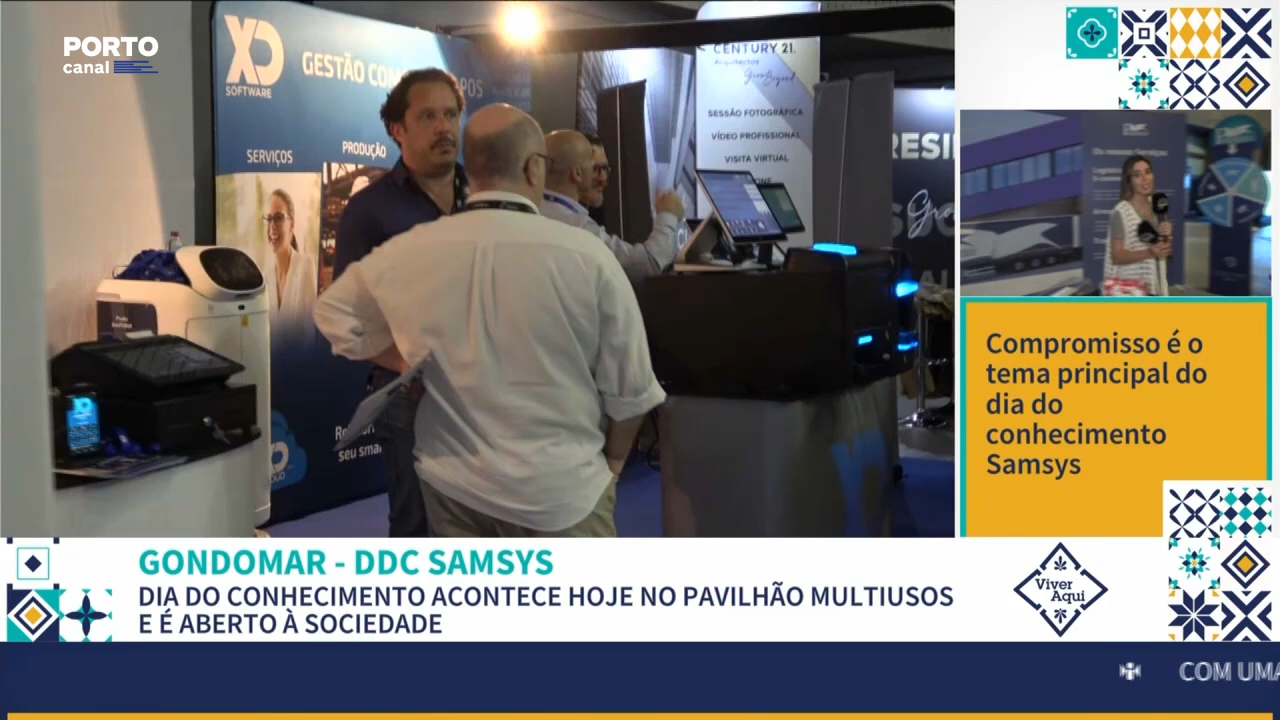 PORTO
canal
XD
SOFTWARE
GESTÃO
POS
SERVIÇOS
PRODUÇÃO
seu
CENTURY 21.
Arquitectos
SESSÃO FOTOGRÁFICA
VÍDEO PROFISSIONAL
VISITA VIRTUAL
Compromisso é o
tema principal do
dia do
conhecimento
Samsys
GONDOMAR - DDC SAMSYS
DIA DO CONHECIMENTO ACONTECE HOJE NO PAVILHÃO MULTIUSOS
E É ABERTO À SOCIEDADE
Viver
Aqui
COM UMA